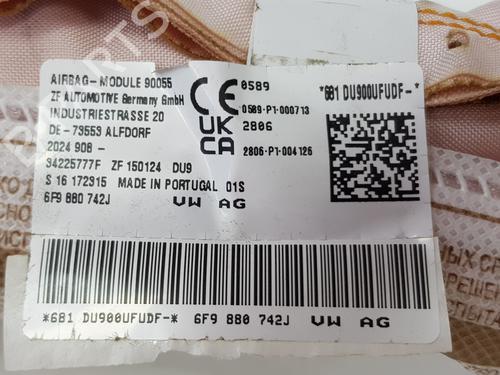 AIRBAG-MODULE 90055
ZF AUTOMOTIVE Germany GmbH
INDUSTRIESTRASSE 20
DE-73553 ALFDORF
2024 908 -
34225777F ZF 150124 DU9
S 16 172315 MADE IN PORTUGAL 01S
6F9 880 742J VW AG
CE 0589
0589-P1-000713
UK CA 2806
2806-P1-004126
*6B1 DU900UFUDF-*
*6B1 DU900UFUDF-* 6F9 880 742J VW AG